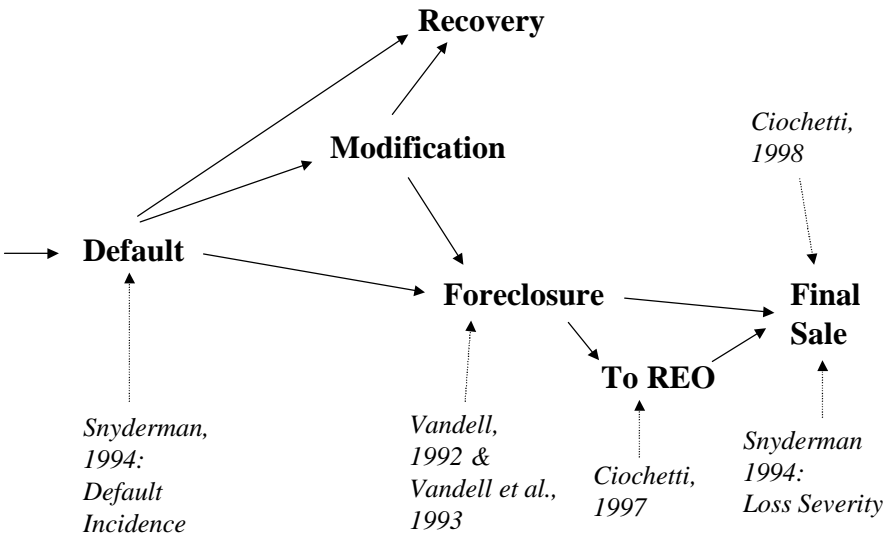 Recovery
Modification
Ciochetti,
1998
Default
Foreclosure
Final
Sale
To REO
Snyderman,
1994:
Default
Incidence
Vandell,
1992 &
Vandell et al.,
1993
Ciochetti,
1997
Snyderman
1994:
Loss Severity